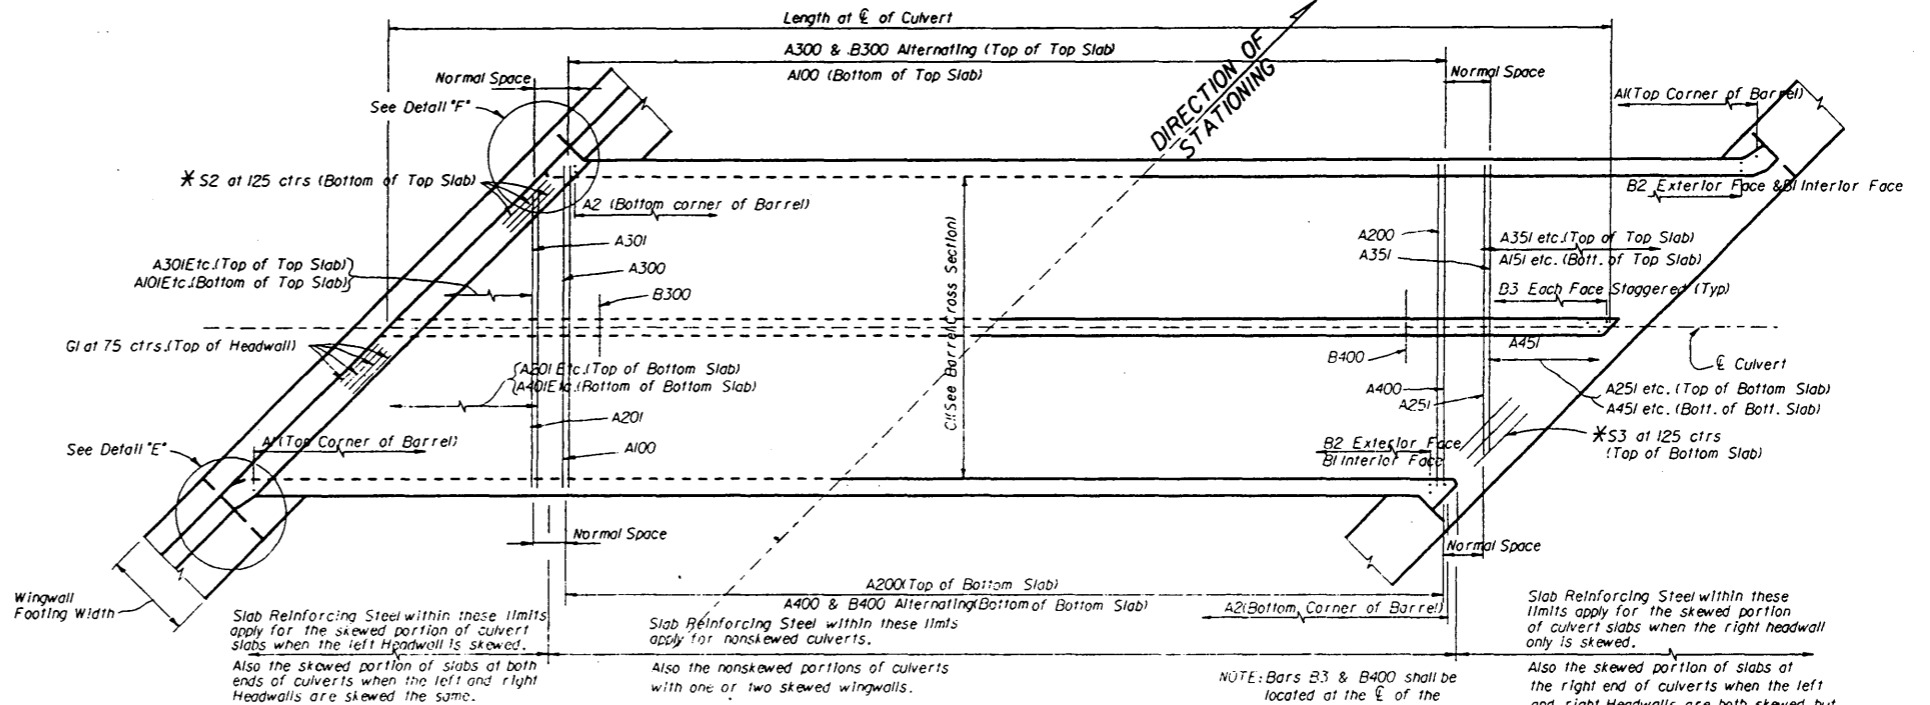 Length at ℄ of Culvert
A300 & B300 Alternating (Top of Top Slab)
A100 (Bottom of Top Slab)
Normal Space
Normal Space
See Detail "F"
DIRECTION OF
STATIONING
A1(Top Corner of Barrel)
* S2 at 125 ctrs (Bottom of Top Slab)
B2 Exterior Face & B1 Interior Face
A2 (Bottom corner of Barrel)
A301
A200
A351 etc.(Top of Top Slab)
A351
A151 etc. (Bott. of Top Slab)
A301Etc.(Top of Top Slab)
A101Etc.(Bottom of Top Slab)
A300
B300
B3 Each Face Staggered (Typ)
C1(See Barrel Cross Section)
G1 at 75 ctrs.(Top of Headwall)
A451
B400
℄ Culvert
A201Etc.(Top of Bottom Slab)
A401Etc.(Bottom of Bottom Slab)
A400
A251 etc. (Top of Bottom Slab)
A251
A451 etc. (Bott. of Bott. Slab)
A201
See Detail "E"
A1(Top Corner of Barrel)
A100
B2 Exterior Face
B1 Interior Face
* S3 at 125 ctrs
(Top of Bottom Slab)
Normal Space
Normal Space
A200(Top of Bottom Slab)
A400 & B400 Alternating(Bottom of Bottom Slab)
A2(Bottom Corner of Barrel)
Wingwall
Footing Width
Slab Reinforcing Steel within these limits
apply for the skewed portion of culvert
slabs when the left Headwall is skewed.
Also the skewed portion of slabs at both
ends of culverts when the left and right
Headwalls are skewed the same.
Slab Reinforcing Steel within these limts
apply for nonskewed culverts.
Also the nonskewed portions of culverts
with one or two skewed wingwalls.
NOTE: Bars B3 & B400 shall be
located at the ℄ of the
Slab Reinforcing Steel within these
limits apply for the skewed portion
of culvert slabs when the right headwall
only is skewed.
Also the skewed portion of slabs at
the right end of culverts when the left
and right Headwalls are both skewed but